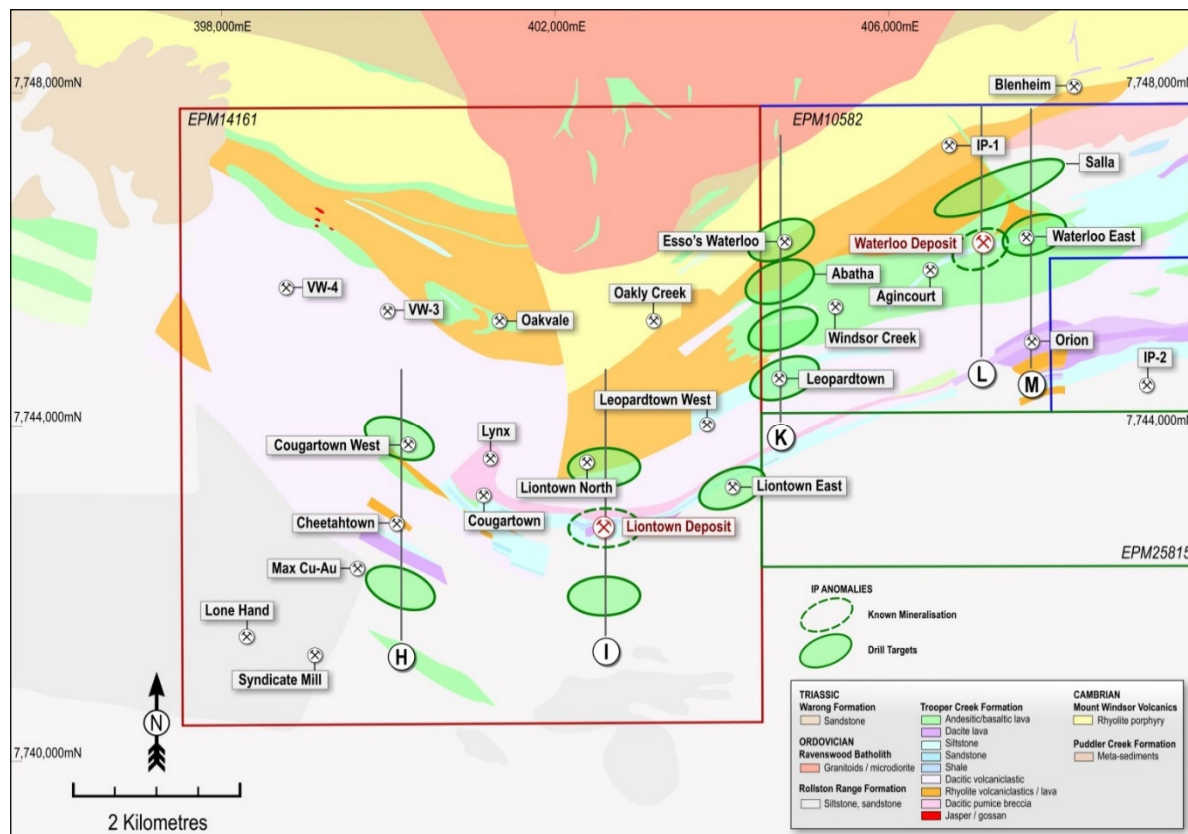 398,000mE
402,000mE
406,000mE
7,748,000mN
7,748,000mN
Blenheim
EPM14161
EPM10582
IP-1
Salla
Esso's Waterloo
Waterloo Deposit
Waterloo East
Abatha
VW-4
Oakly Creek
Agincourt
VW-3
Oakvale
Windsor Creek
Orion
IP-2
Leopardtown
L
M
Leopardtown West
7,744,000mN
7,744,000mN
Lynx
K
Cougartown West
Liontown North
Liontown East
Cheetahtown
Cougartown
Liontown Deposit
EPM25815
Max Cu-Au
IP ANOMALIES
Known Mineralisation
Lone Hand
Drill Targets
H
I
Syndicate Mill
N
7,740,000mN
2 Kilometres
TRIASSIC
Warong Formation
Sandstone
ORDOVICIAN
Ravenswood Batholith
Granitoids / microdiorite
Rollston Range Formation
Siltstone, sandstone
Trooper Creek Formation
Andesitic/basaltic lava
Dacite lava
Siltstone
Sandstone
Shale
Dacitic volcaniclastic
Rhyolite volcaniclastics / lava
Dacitic pumice breccia
Jasper / gossan
CAMBRIAN
Mount Windsor Volcanics
Rhyolite porphyry
Puddler Creek Formation
Meta-sediments